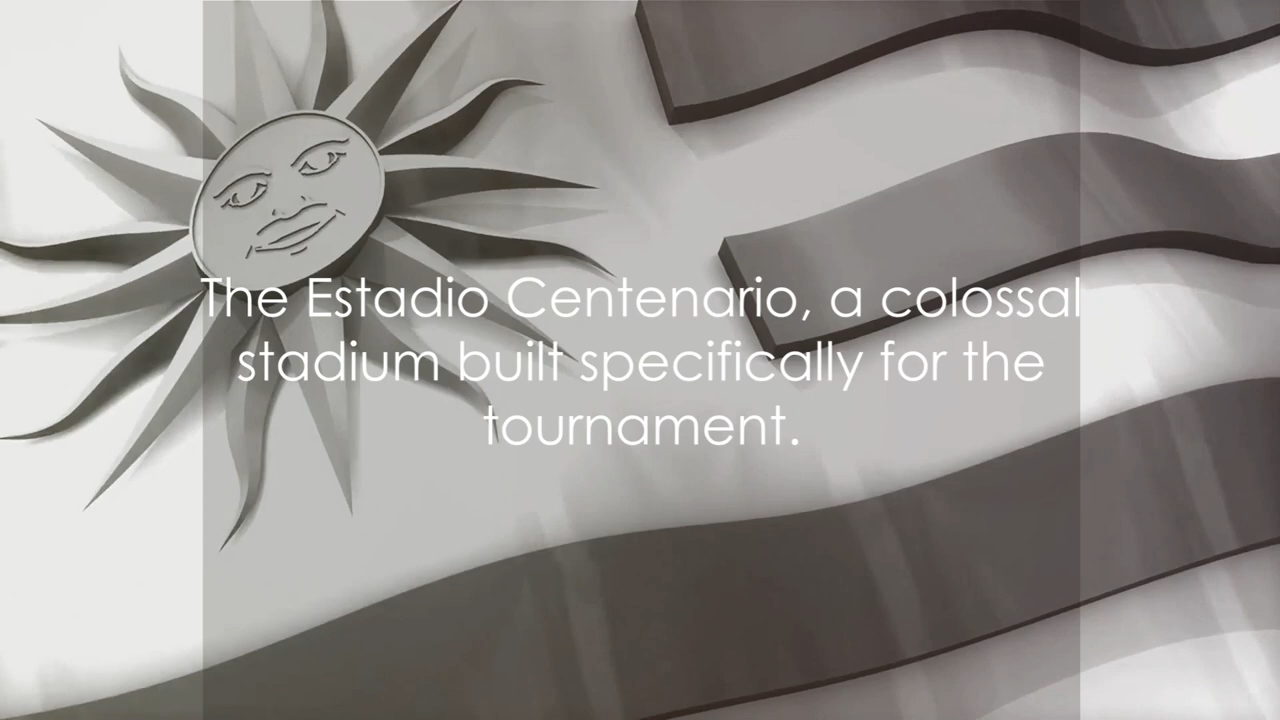 The Estadio Centenario, a colossal
stadium built specifically for the
tournament.